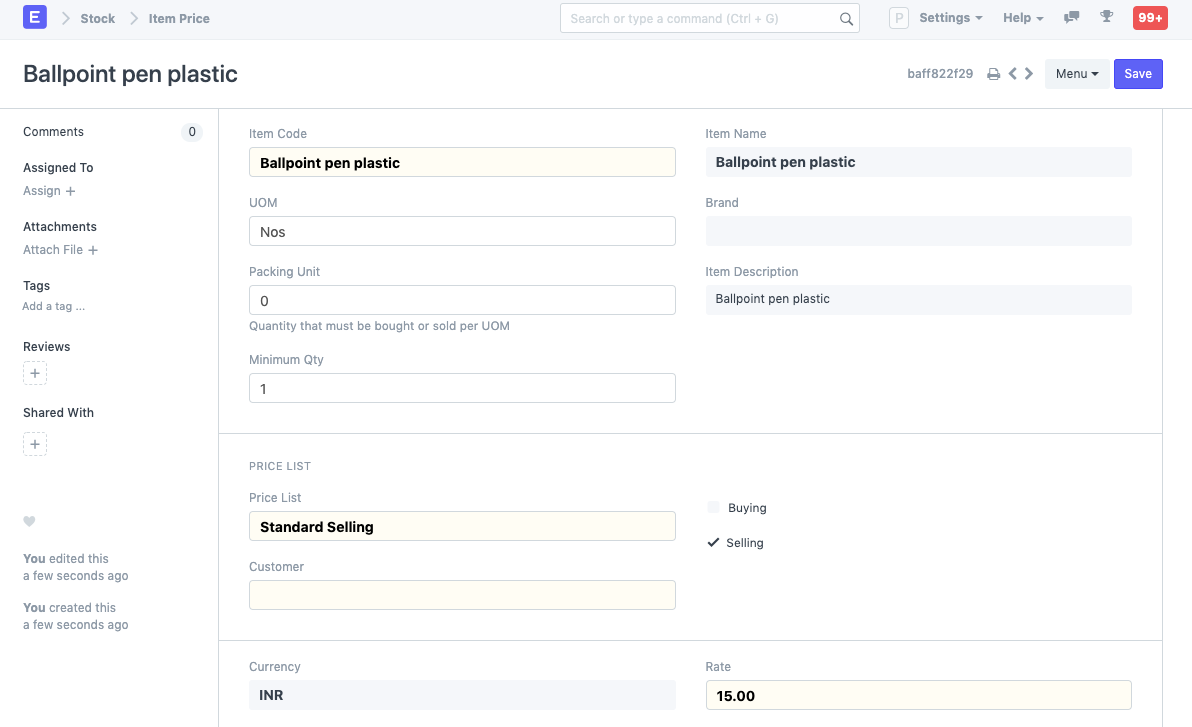 E
Stock
Item Price
Search or type a command (Ctrl + G)
P
Settings
Help
99+
Ballpoint pen plastic
baff822f29
Menu
Save
Comments
0
Assigned To
Assign +
Attachments
Attach File +
Tags
Add a tag ...
Reviews
+
Shared With
+
You edited this
a few seconds ago
You created this
a few seconds ago
Item Code
Ballpoint pen plastic
UOM
Nos
Packing Unit
0
Quantity that must be bought or sold per UOM
Minimum Qty
1
Item Name
Ballpoint pen plastic
Brand
Item Description
Ballpoint pen plastic
PRICE LIST
Price List
Standard Selling
Customer
Buying
Selling
Currency
INR
Rate
15.00